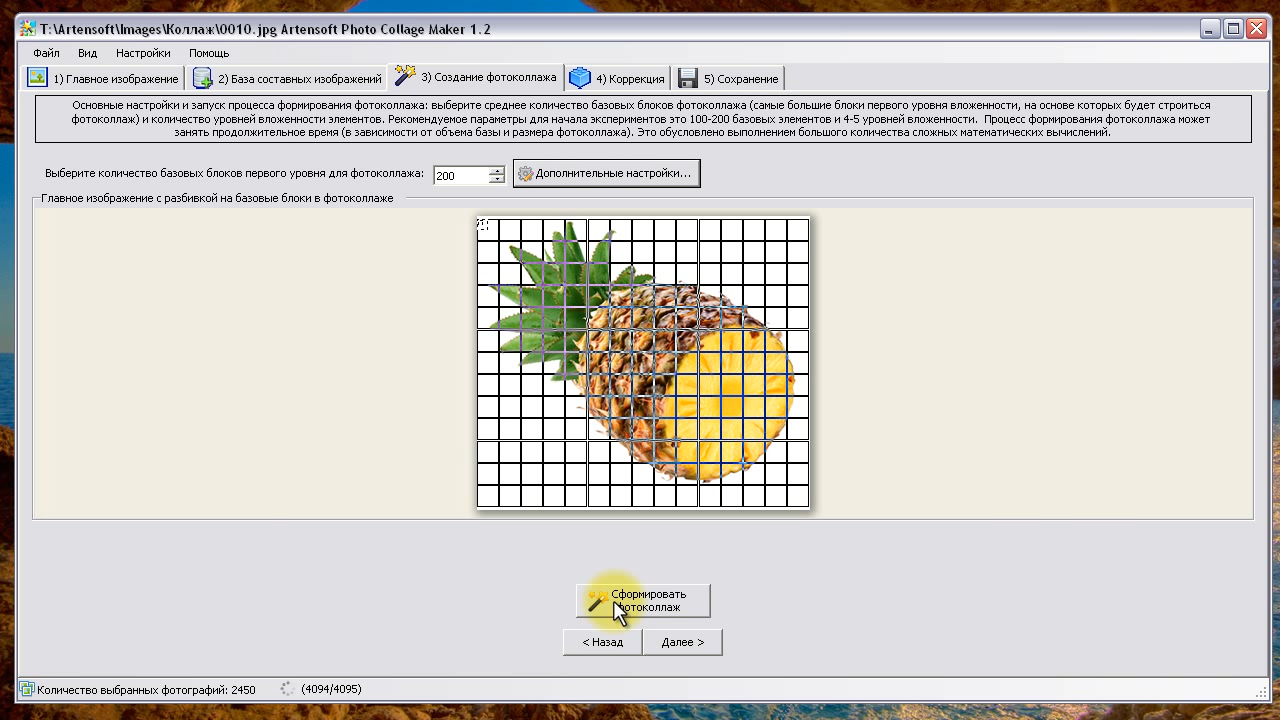 T:\Artensoft\Images\Коллаж\0010.jpg Artensoft Photo Collage Maker 1.2
Файл Вид Настройки Помощь
1) Главное изображение 2) База составных изображений 3) Создание фотоколлажа 4) Коррекция 5) Сохранение
Основные настройки и запуск процесса формирования фотоколлажа: выберите среднее количество базовых блоков фотоколлажа (самые большие блоки первого уровня вложенности, на основе которых будет строиться
фотоколлаж) и количество уровней вложенности элементов. Рекомендуемое параметры для начала экспериментов это 100-200 базовых элементов и 4-5 уровней вложенности. Процесс формирования фотоколлажа может
занять продолжительное время (в зависимости от объема базы и размера фотоколлажа). Это обусловлено выполнением большого количества сложных математических вычислений.
Выберите количество базовых блоков первого уровня для фотоколлажа: 200 Дополнительные настройки...
Главное изображение с разбивкой на базовые блоки в фотоколлаже
Сформировать
фотоколлаж
< Назад Далее >
Количество выбранных фотографий: 2450 (4094/4095)